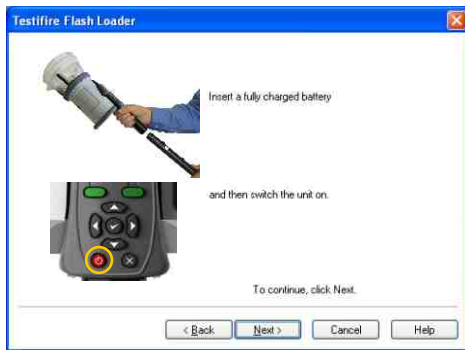 Testifire Flash Loader
Insert a fully charged battery
and then switch the unit on.
To continue, click Next.
< Back
Next >
Cancel
Help